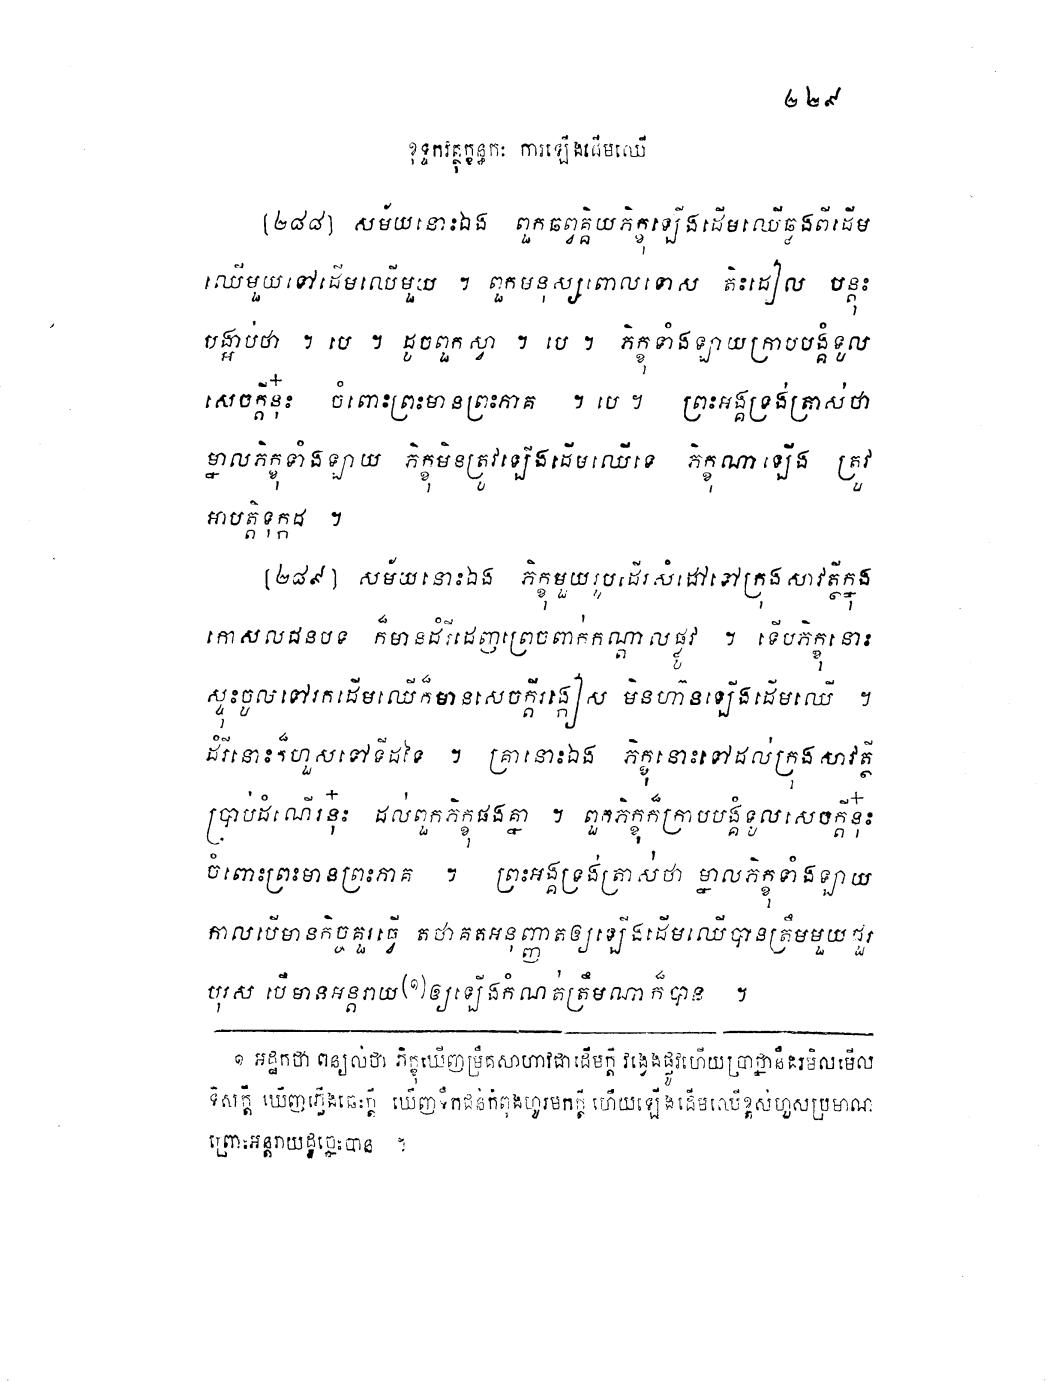 ២២៩
ខុទ្ទកវត្ថុក្ខន្ធកៈ ការឡើងដើមឈើ
[២៨៨] សម័យនោះឯង ពួកឆព្វគ្គិយភិក្ខុឡើងដើមឈើឆ្លងពីដើម
ឈើមួយទៅដើមឈើមួយ ។ ពួកមនុស្សពោលទោស តិះដៀល បន្តុះ
បង្អាប់ថា ។ បេ ។ ដូចពួកស្វា ។ បេ ។ ភិក្ខុទាំងឡាយក្រាបបង្គំទូល
សេចក្តីនុ៎ះ ចំពោះព្រះមានព្រះភាគ ។ បេ ។ ព្រះអង្គទ្រង់ត្រាស់ថា
ម្នាលភិក្ខុទាំងឡាយ ភិក្ខុមិនត្រូវឡើងដើមឈើទេ ភិក្ខុណាឡើង ត្រូវ
អាបត្តិទុក្កដ ។
[២៨៩] សម័យនោះឯង ភិក្ខុមួយរូបដើរសំដៅទៅក្រុងសាវត្ថីក្នុង
កោសលជនបទ ក៏មានដំរីដេញព្រេចពាក់កណ្តាលផ្លូវ ។ ទើបភិក្ខុនោះ
ស្ទុះចូលទៅរកដើមឈើក៏មានសេចក្តីរង្កៀស មិនហ៊ានឡើងដើមឈើ ។
ដំរីនោះក៏ហួសទៅទីដទៃ ។ គ្រានោះឯង ភិក្ខុនោះទៅដល់ក្រុងសាវត្ថី
ប្រាប់ដំណើរនុ៎ះ ដល់ពួកភិក្ខុផងគ្នា ។ ពួកភិក្ខុក៏ក្រាបបង្គំទូលសេចក្តីនុ៎ះ
ចំពោះព្រះមានព្រះភាគ ។ ព្រះអង្គទ្រង់ត្រាស់ថា ម្នាលភិក្ខុទាំងឡាយ
កាលបើមានកិច្ចគួរធ្វើ តថាគតអនុញ្ញាតឲ្យឡើងដើមឈើបានត្រឹមមួយជួរ
បុរស បើមានអន្តរាយ(១)ឲ្យឡើងកំណត់ត្រឹមណាក៏បាន ។
១ អដ្ឋកថា ពន្យល់ថា ភិក្ខុឃើញម្រឹគសាហាវជាដើមក្តី វង្វេងផ្លូវហើយប្រាថ្នានឹងរមិលមើល
ទិសក្តី ឃើញភ្លើងឆេះក្តី ឃើញទឹកជន់កំពុងហូរមកក្តី ហើយឡើងដើមឈើខ្ពស់ហួសប្រមាណ
ព្រោះអន្តរាយដូច្នេះបាន ។